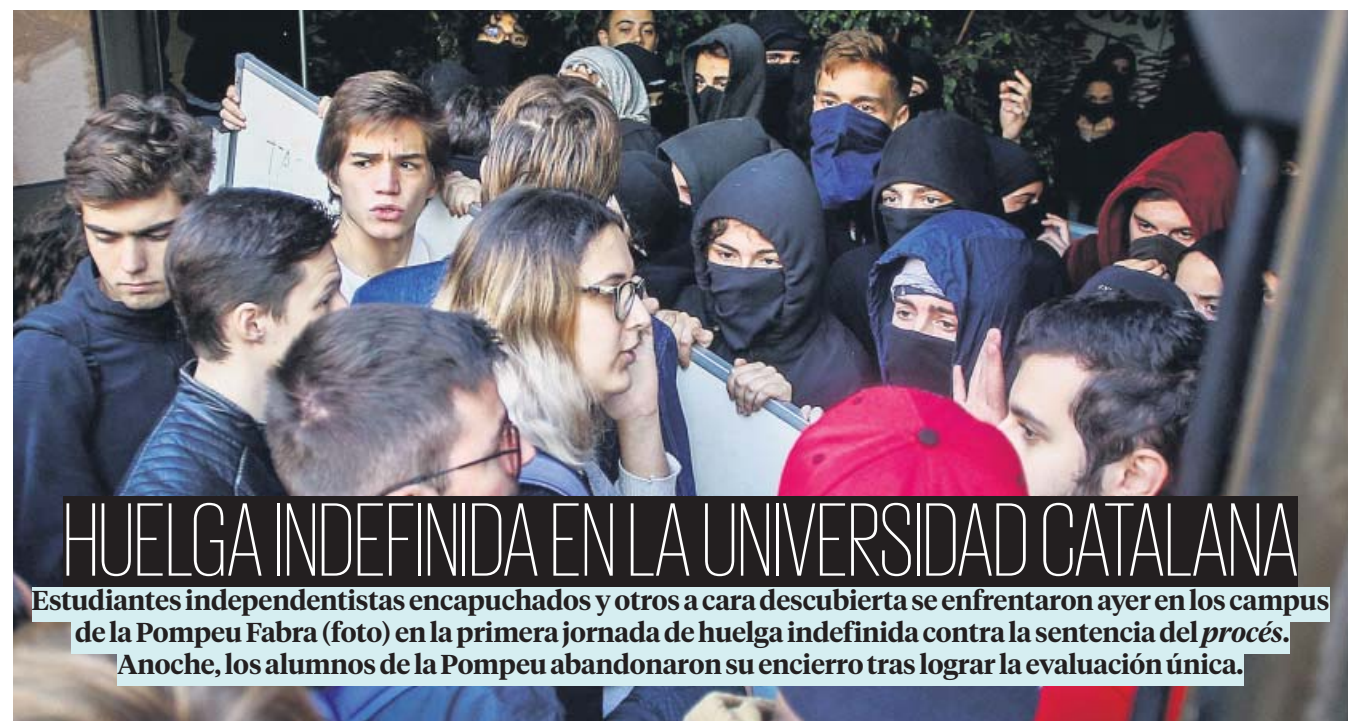 HUELGA INDEFINIDA EN LA UNIVERSIDAD CATALANA
Estudiantes independentistas encapuchados y otros a cara descubierta se enfrentaron ayer en los campus
de la Pompeu Fabra (foto) en la primera jornada de huelga indefinida contra la sentencia del procés.
Anoche, los alumnos de la Pompeu abandonaron su encierro tras lograr la evaluación única.